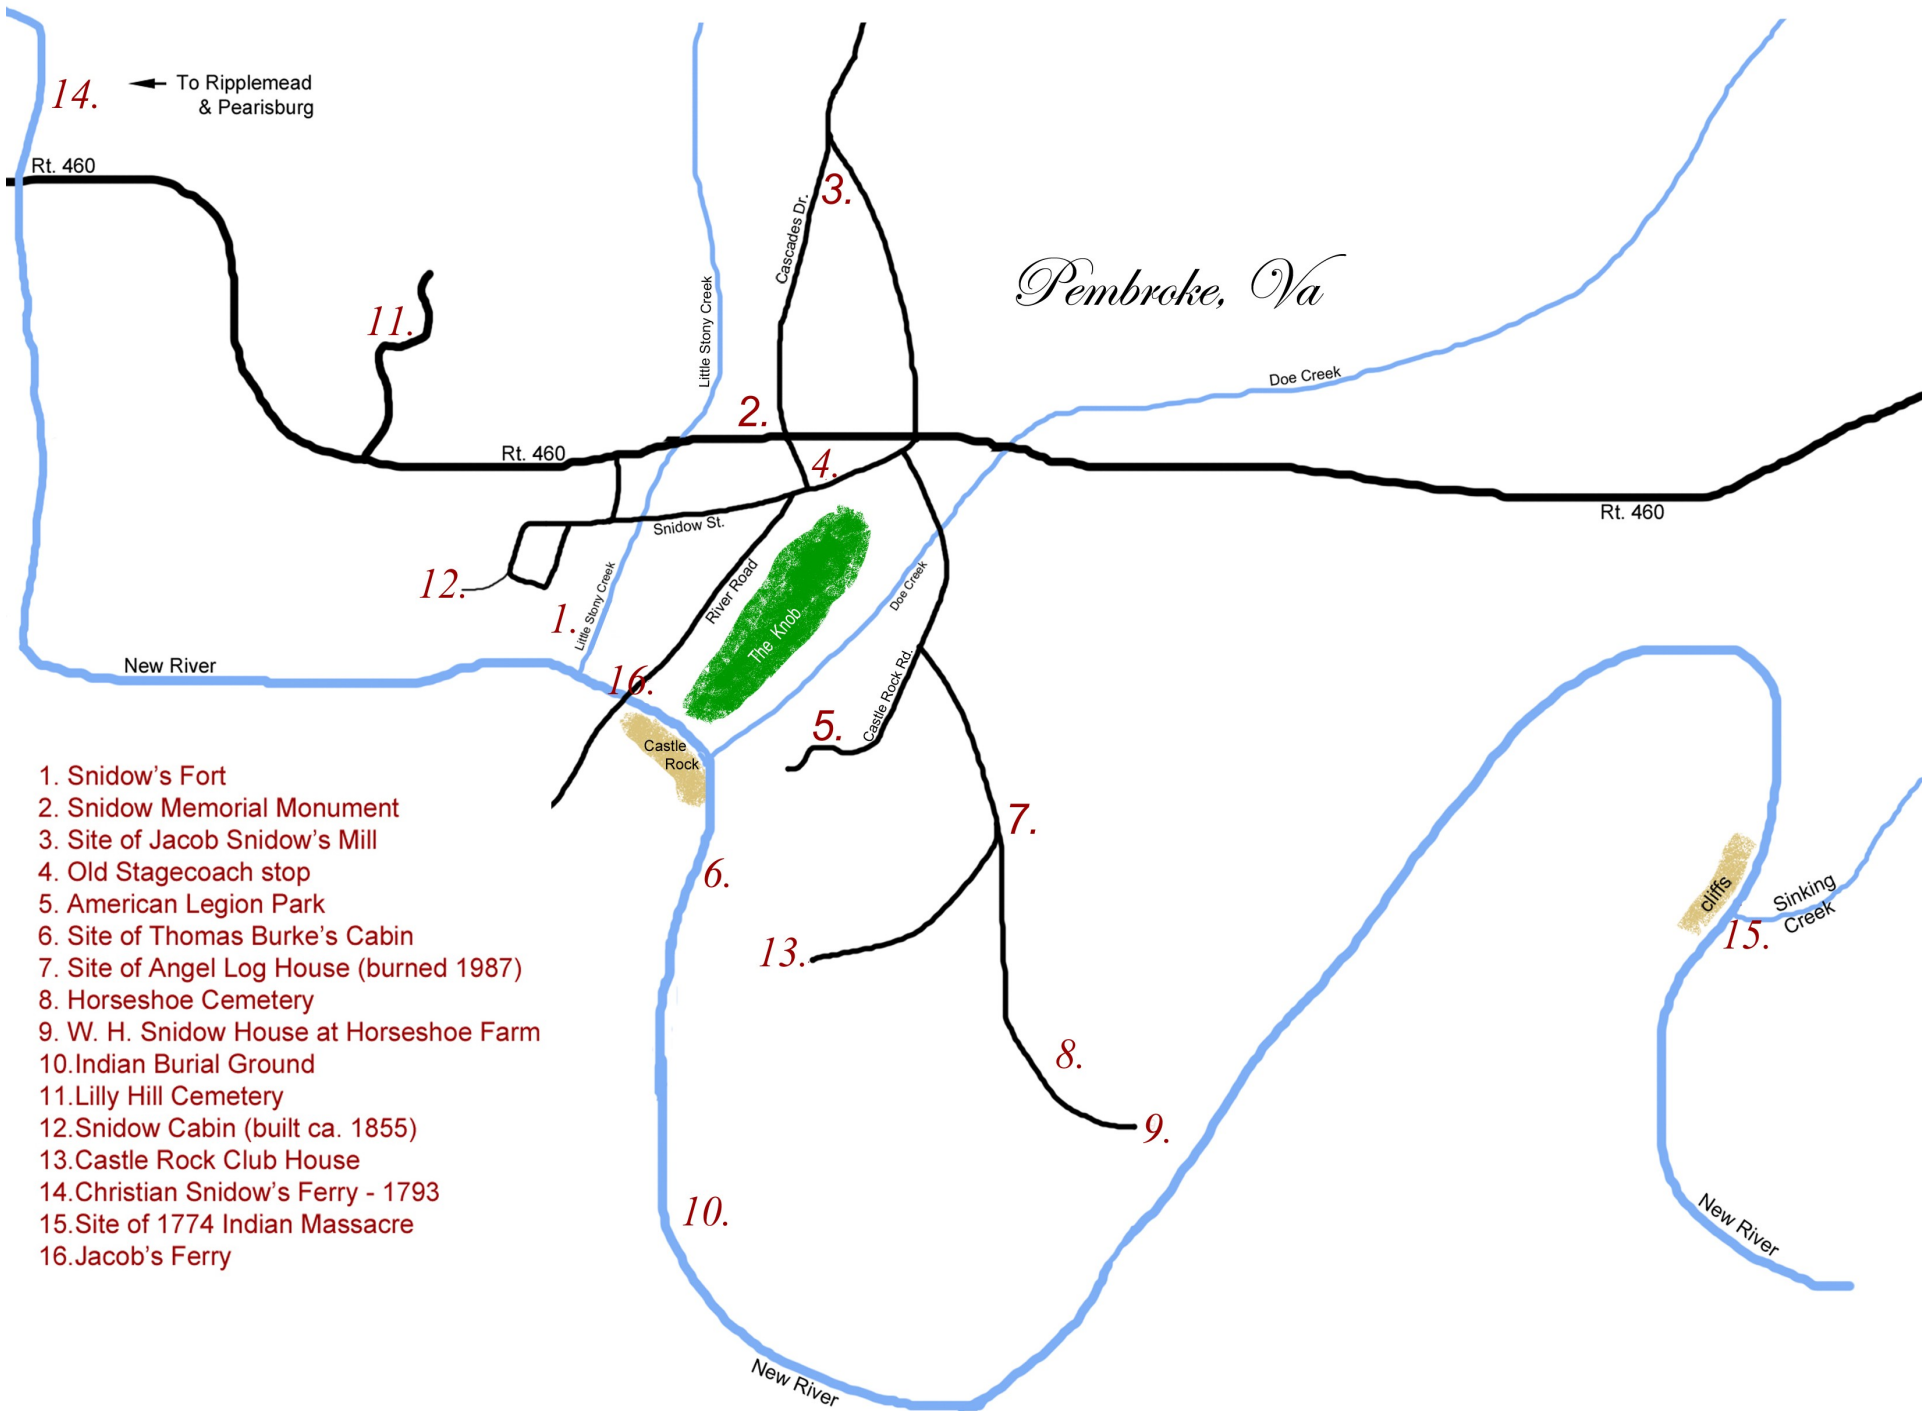 14.
To Ripplemead
& Pearisburg
Rt. 460
3.
Cascades Dr.
Pembroke, Va
Little Stony Creek
11.
Doe Creek
2.
Rt. 460
4.
Rt. 460
Snidow St.
12.
1.
Little Stony Creek
River Road
The Knob
Doe Creek
New River
16.
Castle Rock Rd.
5.
Castle
Rock
7.
6.
cliffs
Sinking
Creek
15.
13.
8.
9.
10.
New River
New River
1. Snidow's Fort
2. Snidow Memorial Monument
3. Site of Jacob Snidow's Mill
4. Old Stagecoach stop
5. American Legion Park
6. Site of Thomas Burke's Cabin
7. Site of Angel Log House (burned 1987)
8. Horseshoe Cemetery
9. W. H. Snidow House at Horseshoe Farm
10.Indian Burial Ground
11.Lilly Hill Cemetery
12.Snidow Cabin (built ca. 1855)
13.Castle Rock Club House
14.Christian Snidow's Ferry - 1793
15.Site of 1774 Indian Massacre
16.Jacob's Ferry